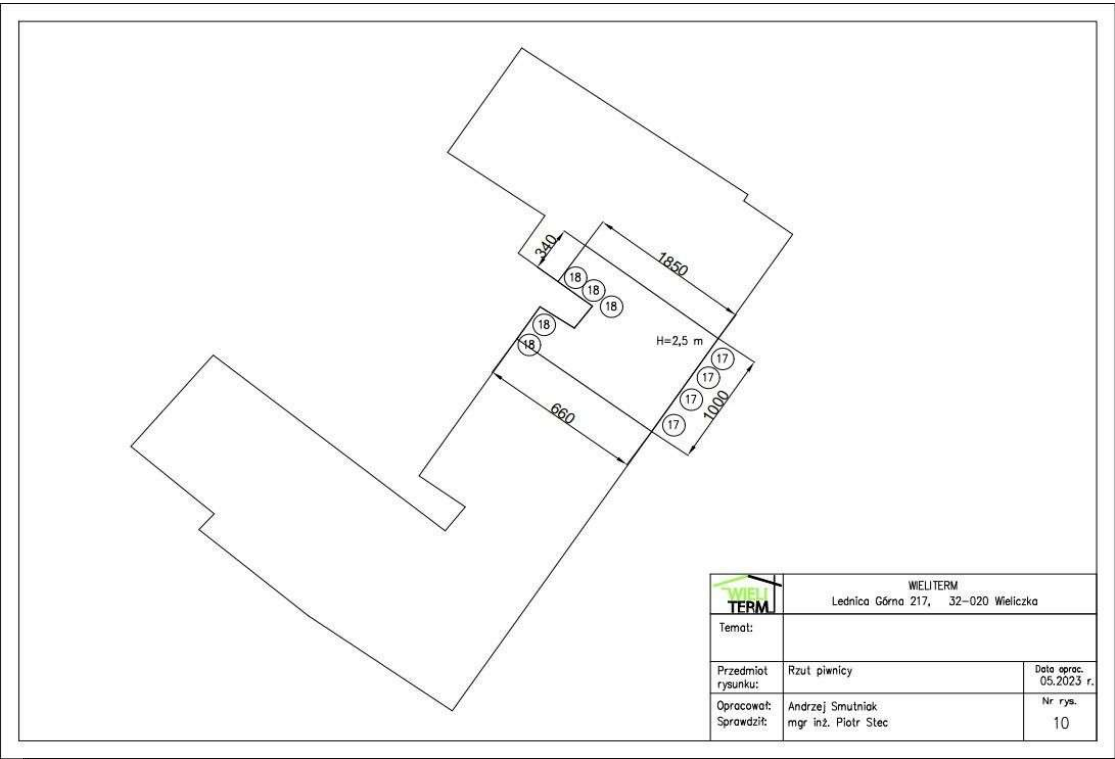 340
1850
18
18
18
18
18
H=2,5 m
17
17
17
17
1000
660
WIELI
TERM
WIELITERM
Lednica Górna 217, 32-020 Wieliczka
Temat:
Przedmiot
rysunku:
Rzut piwnicy
Data oprac.
05.2023 r.
Opracował:
Sprawdził:
Andrzej Smutniak
mgr inż. Piotr Stec
Nr rys.
10